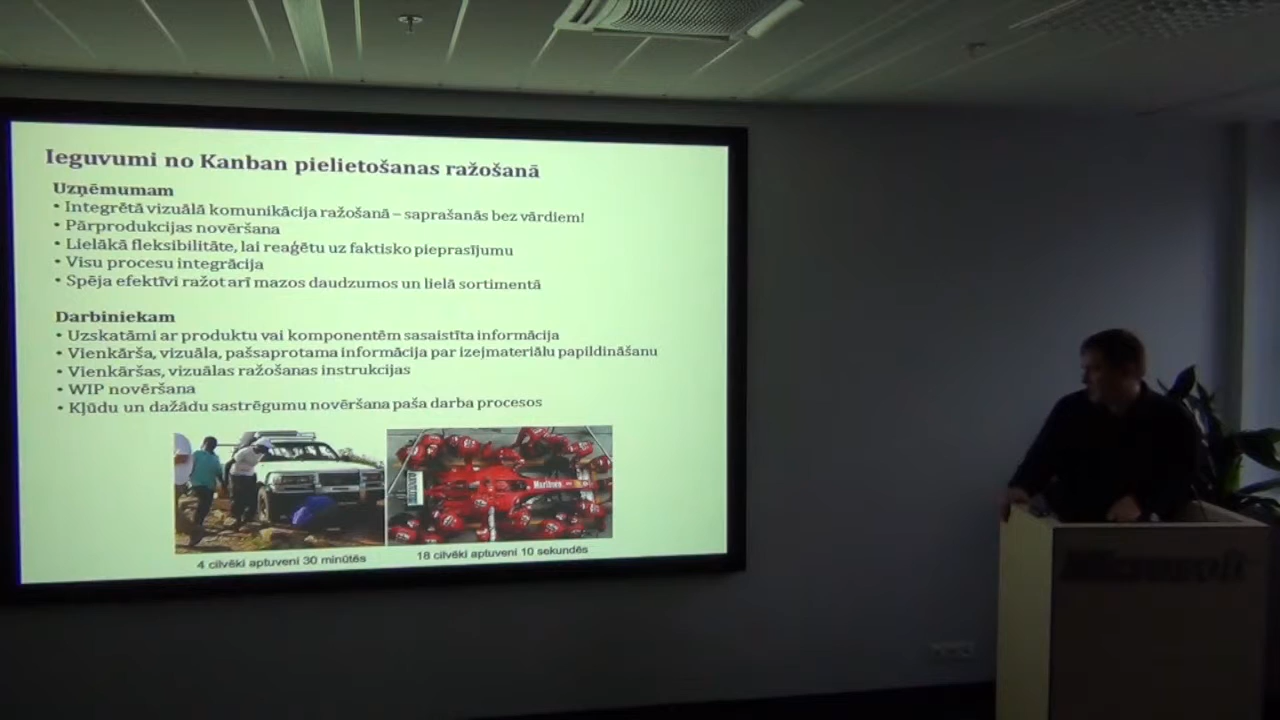 Ieguvumi no Kanban pielietošanas ražošanā
Uzņēmumam
• Integrētā vizuālā komunikācija ražošanā – saprašanās bez vārdiem!
• Pārprodukcijas novēršana
• Lielākā fleksibilitāte, lai reaģētu uz faktisko pieprasījumu
• Visu procesu integrācija
• Spēja efektīvi ražot arī mazos daudzumos un lielā sortimentā
Darbiniekam
• Uzskatāmi ar produktu vai komponentēm sasaistīta informācija
• Vienkārša, vizuāla, pašsaprotama informācija par izejmateriālu papildināšanu
• Vienkāršas, vizuālas ražošanas instrukcijas
• WIP novēršana
• Kļūdu un dažādu sastrēgumu novēršana paša darba procesos
Marlboro
4 cilvēki aptuveni 30 minūtēs
18 cilvēki aptuveni 10 sekundēs
Microsoft